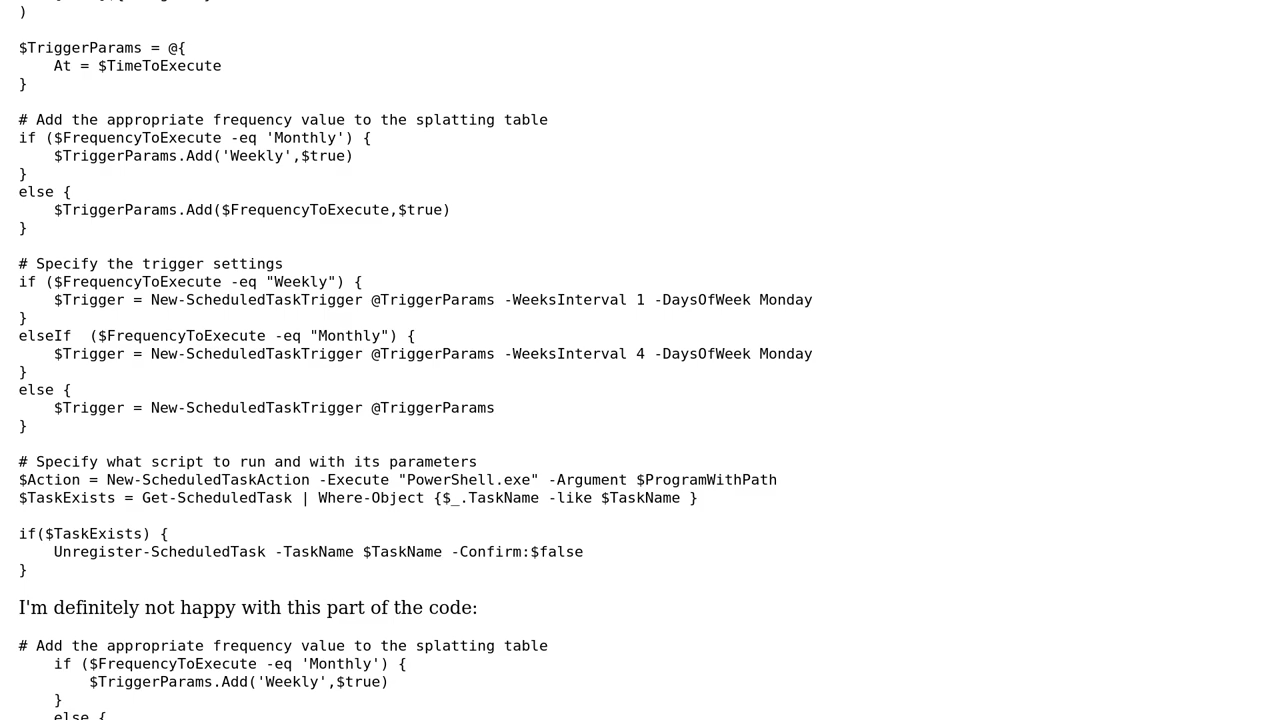 )

$TriggerParams = @{
    At = $TimeToExecute
}

# Add the appropriate frequency value to the splatting table
if ($FrequencyToExecute -eq 'Monthly') {
    $TriggerParams.Add('Weekly',$true)
}
else {
    $TriggerParams.Add($FrequencyToExecute,$true)
}

# Specify the trigger settings
if ($FrequencyToExecute -eq "Weekly") {
    $Trigger = New-ScheduledTaskTrigger @TriggerParams -WeeksInterval 1 -DaysOfWeek Monday
}
elseIf  ($FrequencyToExecute -eq "Monthly") {
    $Trigger = New-ScheduledTaskTrigger @TriggerParams -WeeksInterval 4 -DaysOfWeek Monday
}
else {
    $Trigger = New-ScheduledTaskTrigger @TriggerParams
}

# Specify what script to run and with its parameters
$Action = New-ScheduledTaskAction -Execute "PowerShell.exe" -Argument $ProgramWithPath
$TaskExists = Get-ScheduledTask | Where-Object {$_.TaskName -like $TaskName }

if($TaskExists) {
    Unregister-ScheduledTask -TaskName $TaskName -Confirm:$false
}

I'm definitely not happy with this part of the code:

# Add the appropriate frequency value to the splatting table
    if ($FrequencyToExecute -eq 'Monthly') {
        $TriggerParams.Add('Weekly',$true)
    }
    else {